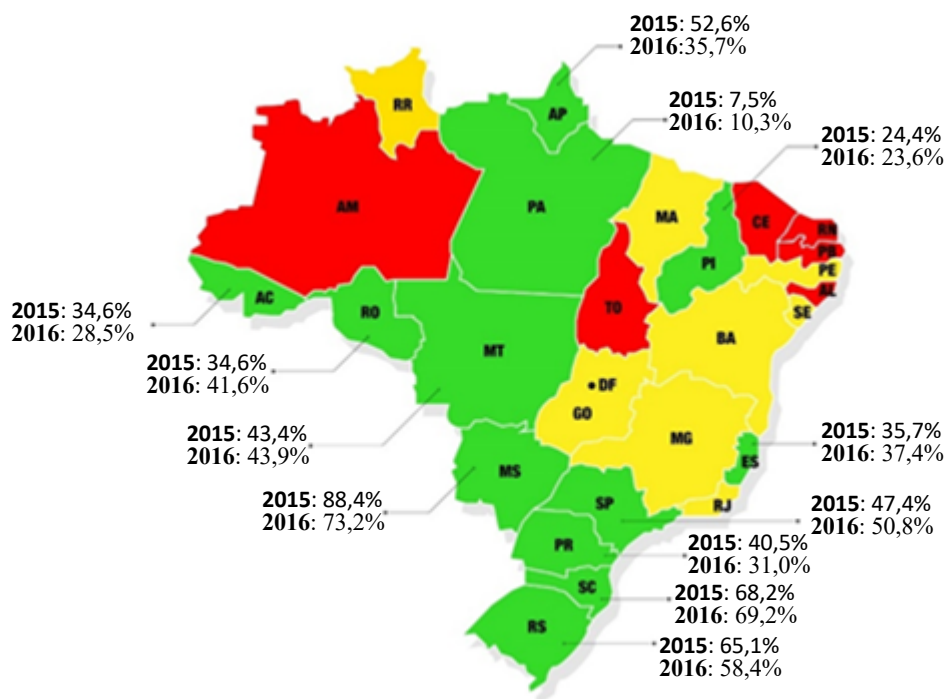 2015: 52,6%
2016:35,7%
2015: 7,5%
2016: 10,3%
2015: 24,4%
2016: 23,6%
RR
AP
AM
PA
MA
CE
RN
PB
PE
AL
SE
PI
TO
BA
AC
RO
MT
DF
GO
MG
ES
RJ
MS
SP
PR
SC
RS
2015: 34,6%
2016: 28,5%
2015: 34,6%
2016: 41,6%
2015: 43,4%
2016: 43,9%
2015: 88,4%
2016: 73,2%
2015: 35,7%
2016: 37,4%
2015: 47,4%
2016: 50,8%
2015: 40,5%
2016: 31,0%
2015: 68,2%
2016: 69,2%
2015: 65,1%
2016: 58,4%